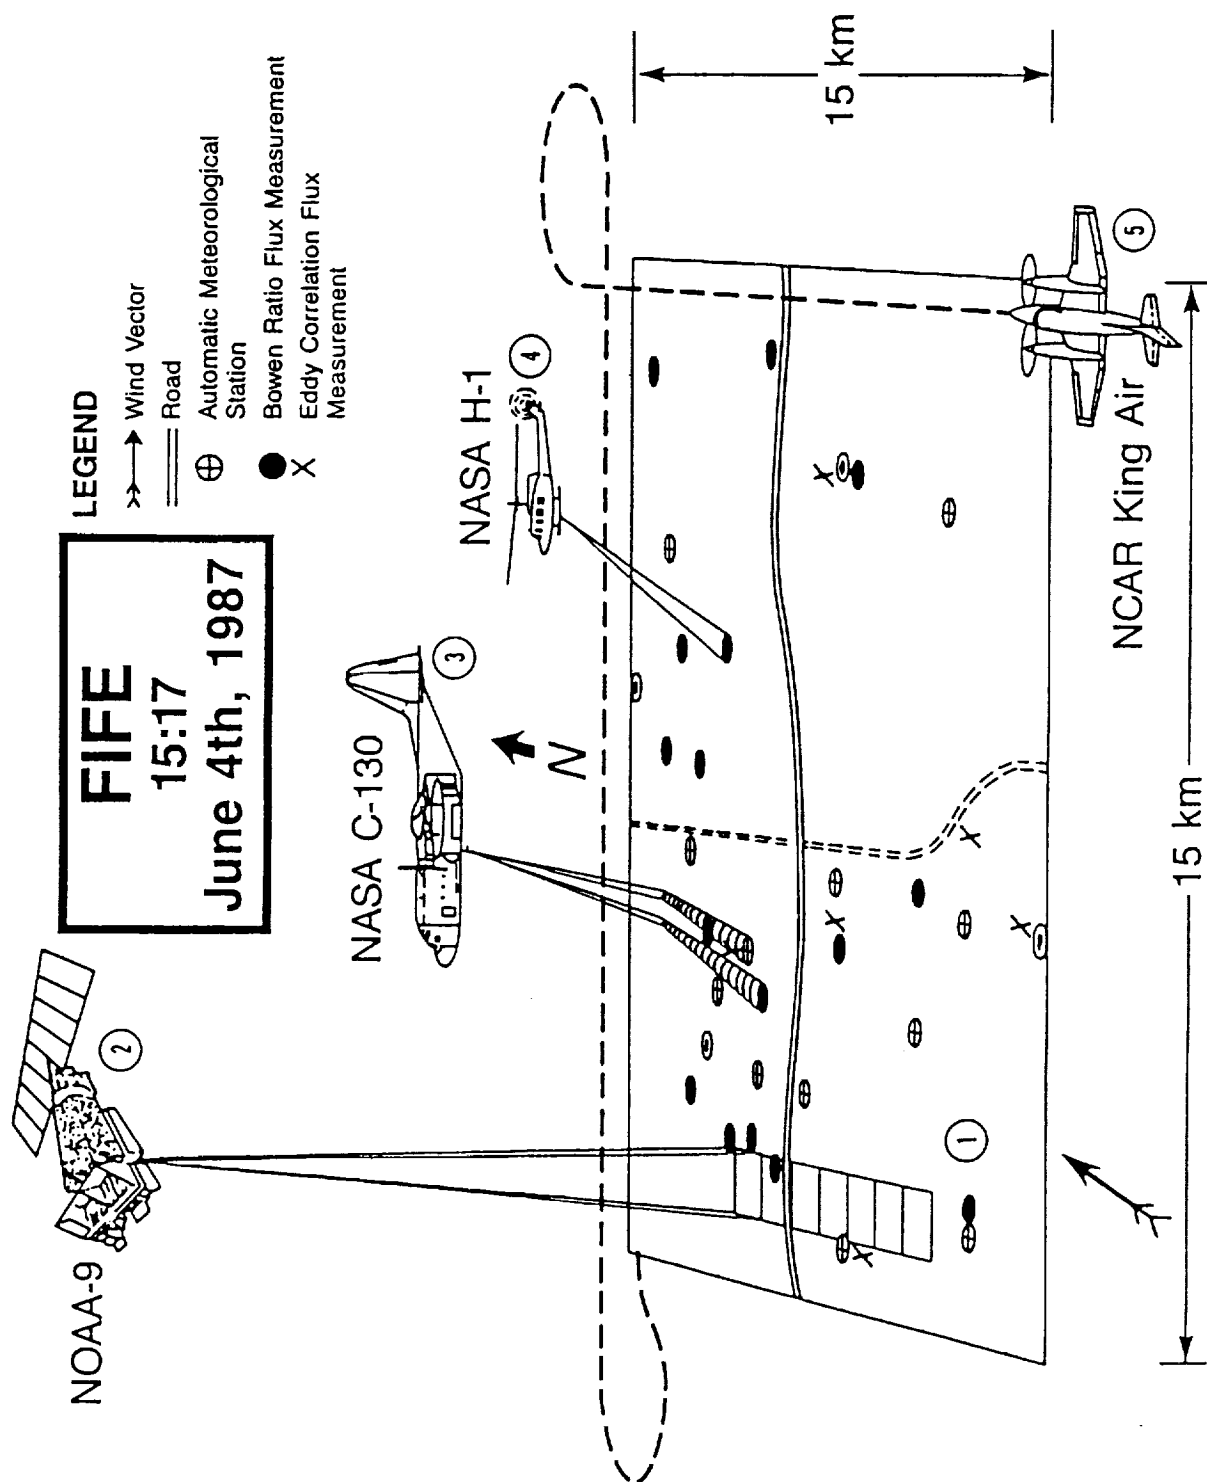 FIFE
15:17
June 4th, 1987
LEGEND
Wind Vector
Road
Automatic Meteorological
Station
Bowen Ratio Flux Measurement
Eddy Correlation Flux
Measurement
NOAA-9
2
NASA C-130
3
NASA H-1
4
N
15 km
1
NCAR King Air
5
15 km